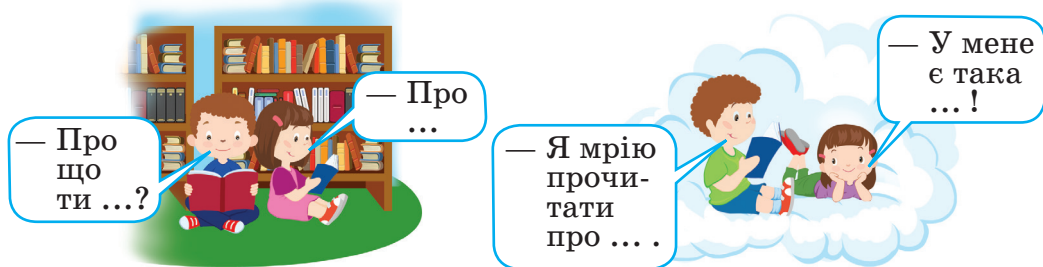 — Про
що
ти ...?
— Про
...
— Я мрію
прочи-
тати
про ... .
— У мене
є така
... !